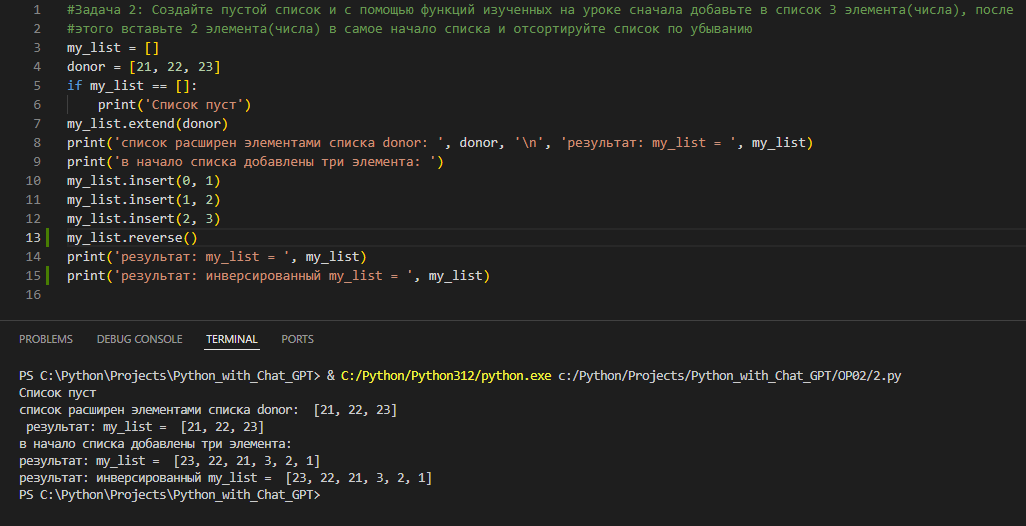 1 #Задача 2: Создайте пустой список и с помощью функций изученных на уроке сначала добавьте в список 3 элемента(числа), после
2 #этого вставьте 2 элемента(числа) в самое начало списка и отсортируйте список по убыванию
3 my_list = []
4 donor = [21, 22, 23]
5 if my_list == []:
6     print('Список пуст')
7 my_list.extend(donor)
8 print('список расширен элементами списка donor: ', donor, '\n', 'результат: my_list = ', my_list)
9 print('в начало списка добавлены три элемента: ')
10 my_list.insert(0, 1)
11 my_list.insert(1, 2)
12 my_list.insert(2, 3)
13 my_list.reverse()
14 print('результат: my_list = ', my_list)
15 print('результат: инверсированный my_list = ', my_list)
16
PROBLEMS DEBUG CONSOLE TERMINAL PORTS
PS C:\Python\Projects\Python_with_Chat_GPT> & C:/Python/Python312/python.exe c:/Python/Projects/Python_with_Chat_GPT/OP02/2.py
Список пуст
список расширен элементами списка donor:  [21, 22, 23]
 результат: my_list =  [21, 22, 23]
в начало списка добавлены три элемента:
результат: my_list =  [23, 22, 21, 3, 2, 1]
результат: инверсированный my_list =  [23, 22, 21, 3, 2, 1]
PS C:\Python\Projects\Python_with_Chat_GPT>